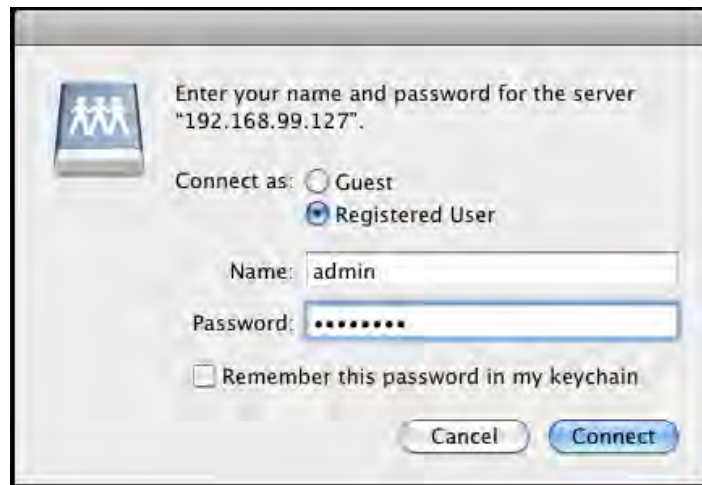 Enter your name and password for the server
“192.168.99.127”.
Connect as: Guest
Registered User
Name: admin
Password: ••••••••
Remember this password in my keychain
Cancel Connect